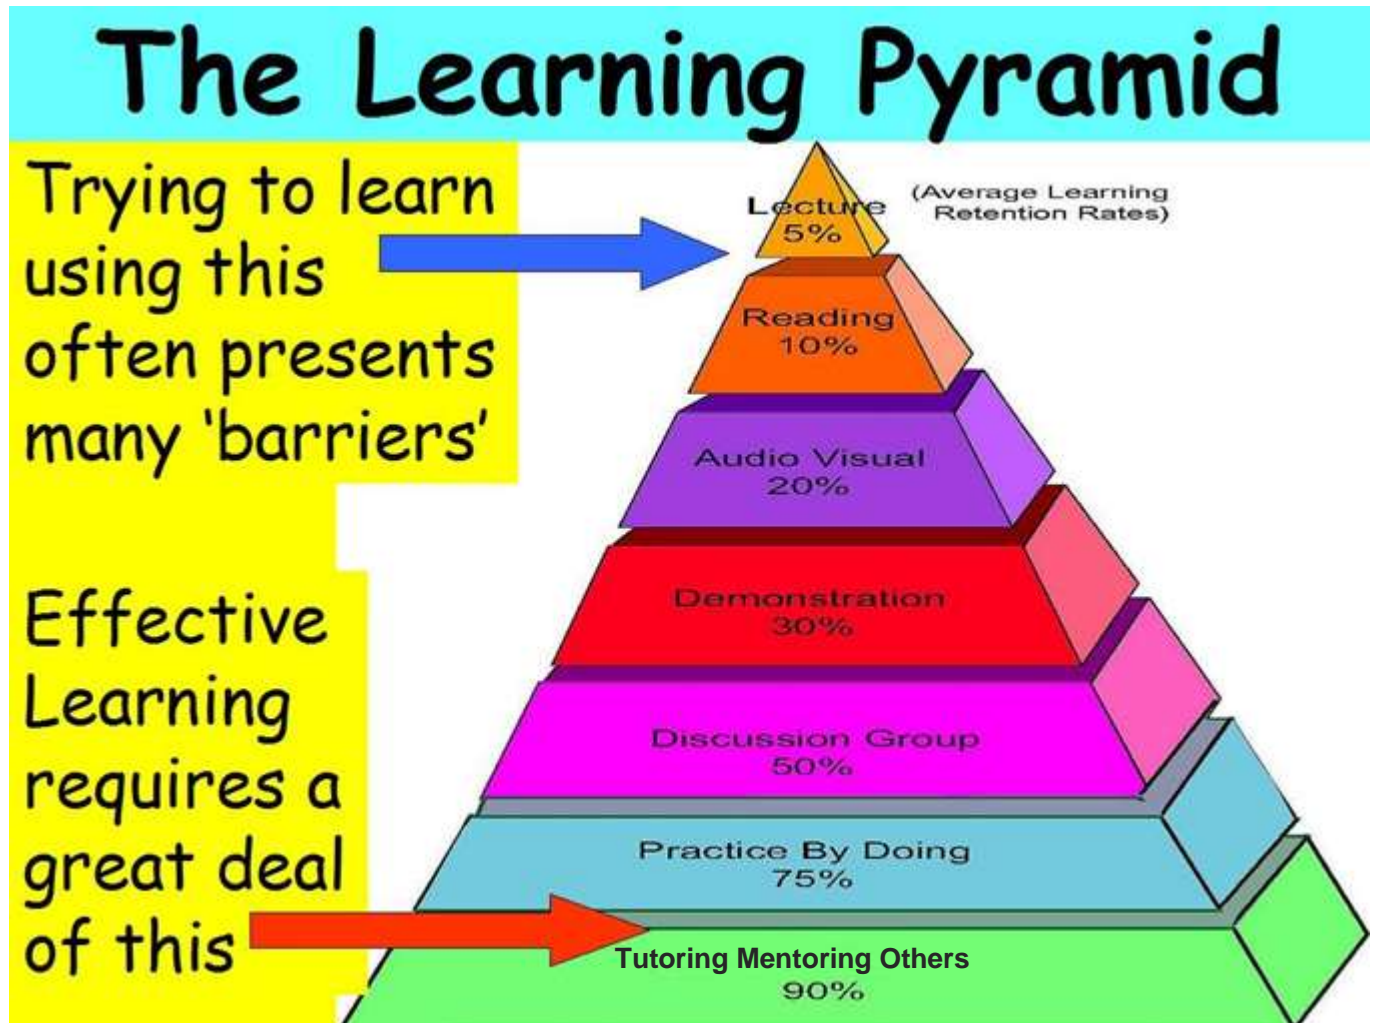 The Learning Pyramid
Trying to learn
using this
often presents
many ‘barriers’
Effective
Learning
requires a
great deal
of this
(Average Learning
Retention Rates)
Lecture
5%
Reading
10%
Audio Visual
20%
Demonstration
30%
Discussion Group
50%
Practice By Doing
75%
Tutoring Mentoring Others
90%